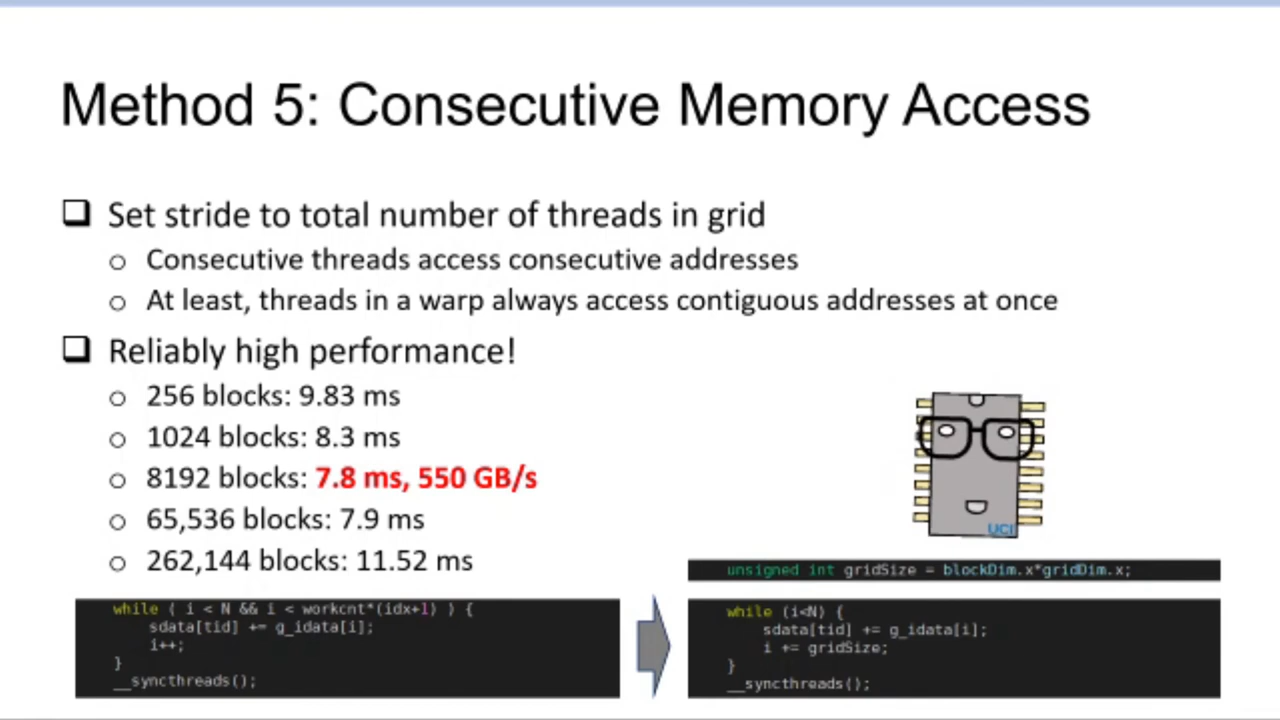 Method 5: Consecutive Memory Access
Set stride to total number of threads in grid
Consecutive threads access consecutive addresses
At least, threads in a warp always access contiguous addresses at once
Reliably high performance!
256 blocks: 9.83 ms
1024 blocks: 8.3 ms
8192 blocks: 7.8 ms, 550 GB/s
65,536 blocks: 7.9 ms
262,144 blocks: 11.52 ms
UCI
while ( i < N && i < workcnt*(idx+1) ) {
sdata[tid] += g_idata[i];
i++;
}
__syncthreads();
unsigned int gridSize = blockDim.x*gridDim.x;
while (i<N) {
sdata[tid] += g_idata[i];
i += gridSize;
}
__syncthreads();